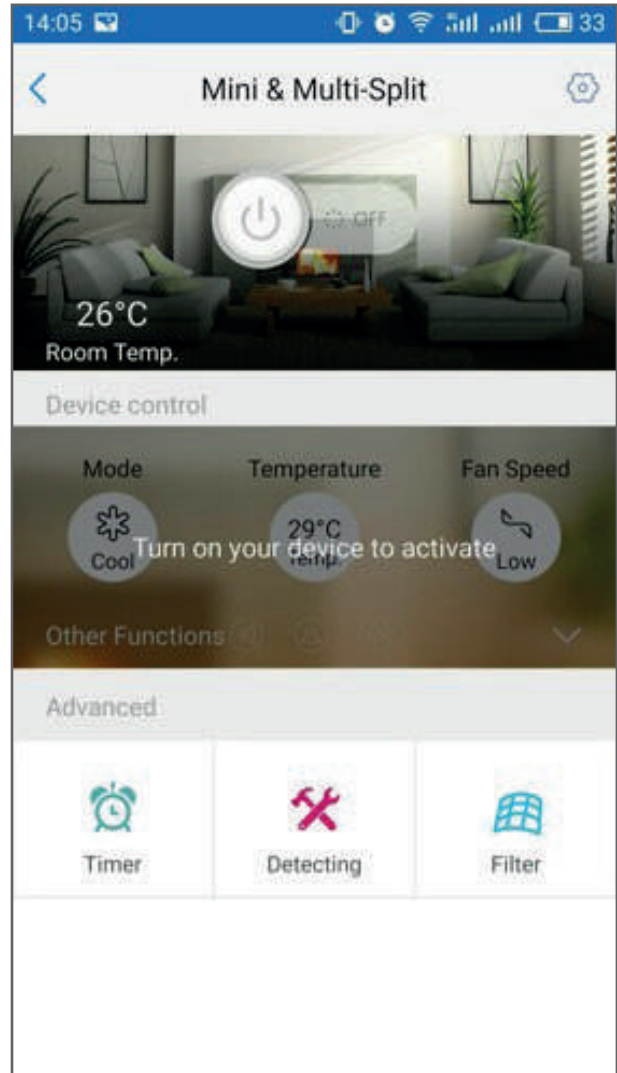 14:05 33
Mini & Multi-Split
OFF
26°C
Room Temp.
Device control
Mode Temperature Fan Speed
29°C
Cool Temp. Low
Turn on your device to activate
Other Functions
Advanced
Timer Detecting Filter